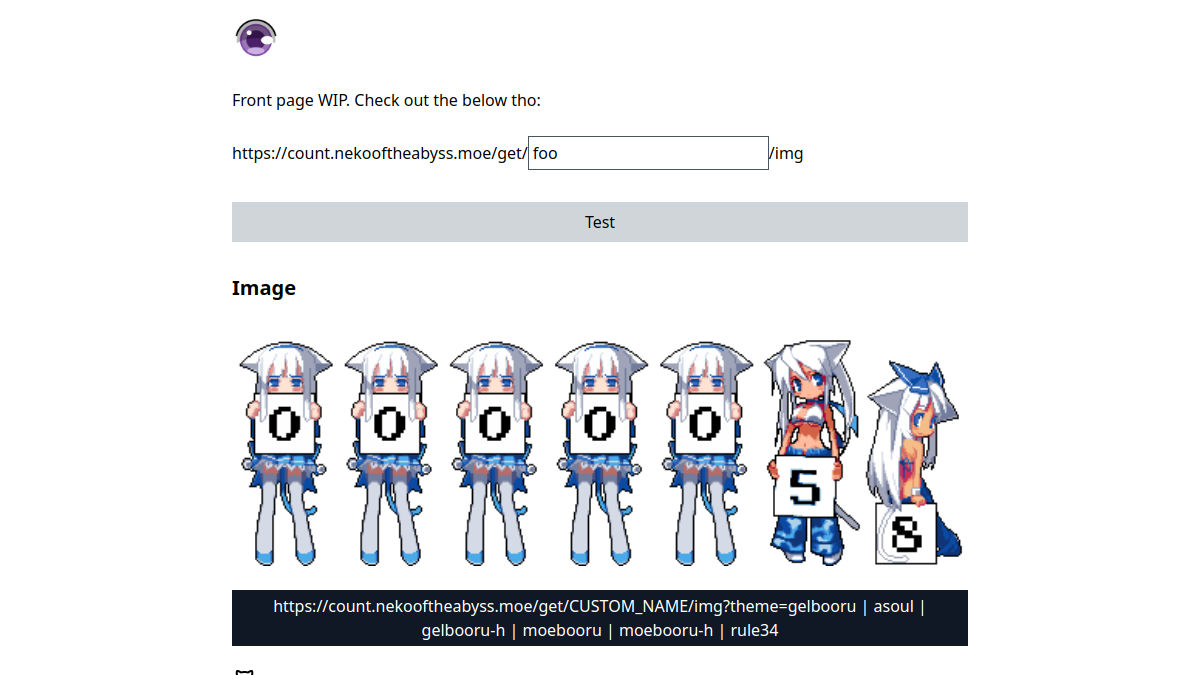 Front page WIP. Check out the below tho:
https://count.nekooftheabyss.moe/get/ foo /img
Test
Image
0 0 0 0 0 5 8
https://count.nekooftheabyss.moe/get/CUSTOM_NAME/img?theme=gelbooru | asoul |
gelbooru-h | moebooru | moebooru-h | rule34